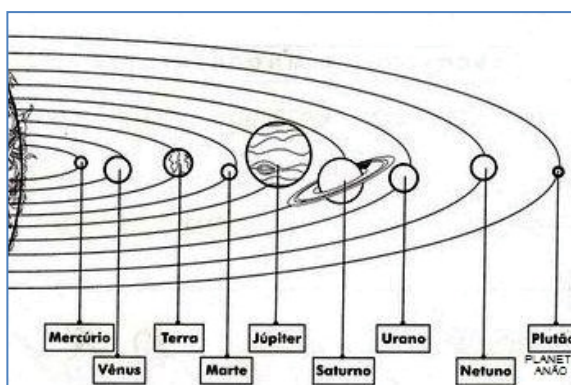 Mercúrio
Terra
Júpiter
Urano
Plutão
PLANETA
ANÃO
Vênus
Marte
Saturno
Netuno